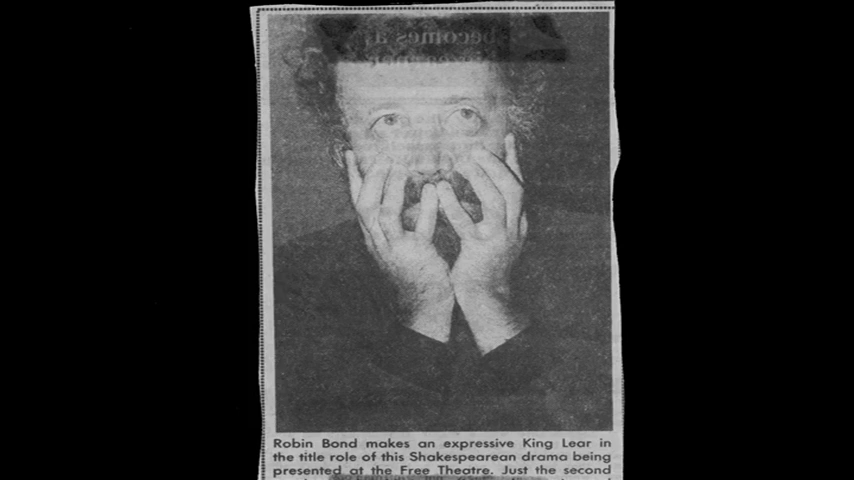 becomes a
Robin Bond makes an expressive King Lear in
the title role of this Shakespearean drama being
presented at the Free Theatre. Just the second